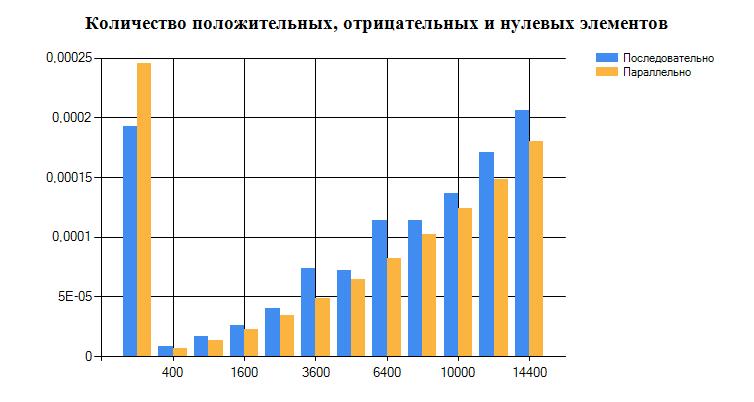 Количество положительных, отрицательных и нулевых элементов
0,00025
0,0002
0,00015
0,0001
5E-05
0
400
1600
3600
6400
10000
14400
Последовательно
Параллельно